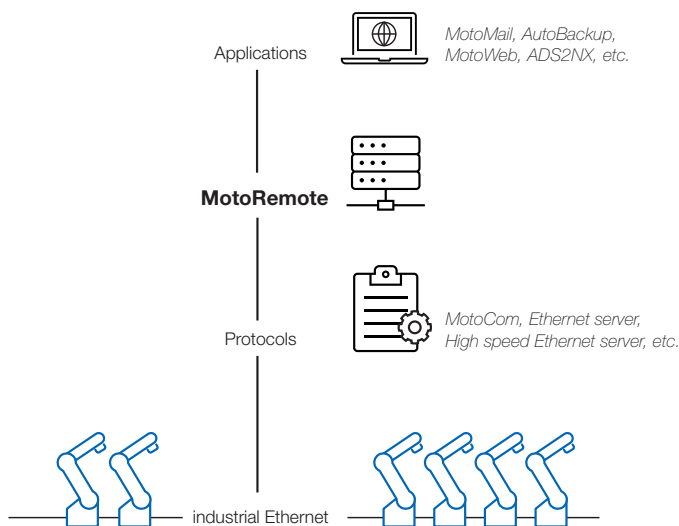 Applications
MotoMail, AutoBackup,
MotoWeb, ADS2NX, etc.
MotoRemote
Protocols
MotoCom, Ethernet server,
High speed Ethernet server, etc.
industrial Ethernet